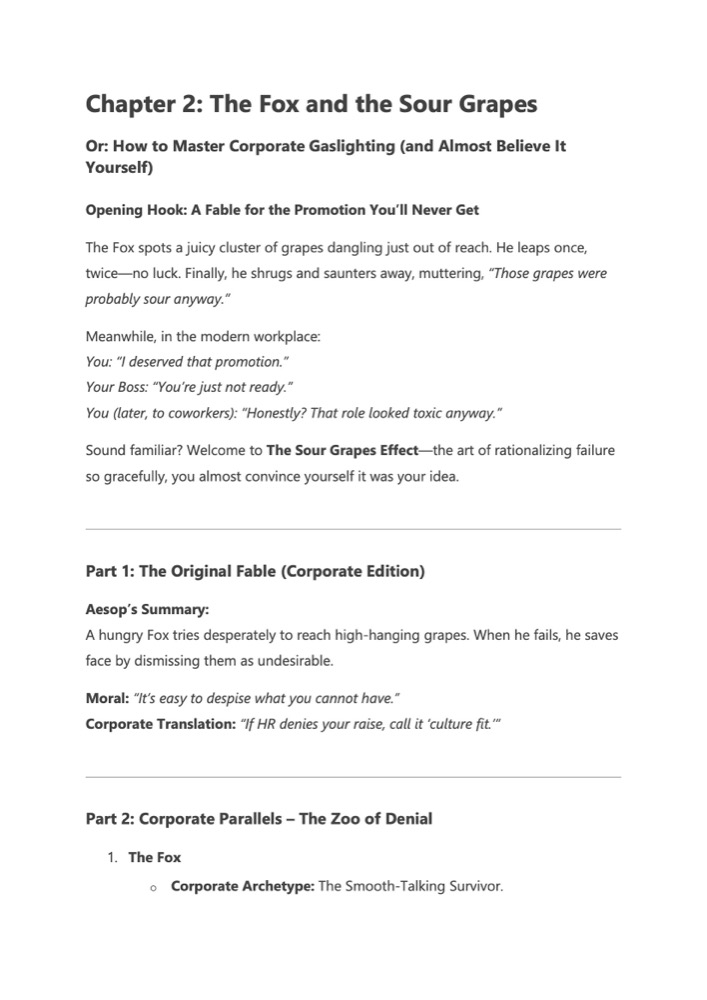 Chapter 2: The Fox and the Sour Grapes
Or: How to Master Corporate Gaslighting (and Almost Believe It
Yourself)
Opening Hook: A Fable for the Promotion You’ll Never Get
The Fox spots a juicy cluster of grapes dangling just out of reach. He leaps once,
twice—no luck. Finally, he shrugs and saunters away, muttering, “Those grapes were
probably sour anyway.”
Meanwhile, in the modern workplace:
You: “I deserved that promotion.”
Your Boss: “You’re just not ready.”
You (later, to coworkers): “Honestly? That role looked toxic anyway.”
Sound familiar? Welcome to The Sour Grapes Effect—the art of rationalizing failure
so gracefully, you almost convince yourself it was your idea.
Part 1: The Original Fable (Corporate Edition)
Aesop’s Summary:
A hungry Fox tries desperately to reach high-hanging grapes. When he fails, he saves
face by dismissing them as undesirable.
Moral: “It’s easy to despise what you cannot have.”
Corporate Translation: “If HR denies your raise, call it ‘culture fit.’“
Part 2: Corporate Parallels – The Zoo of Denial
1. The Fox
○ Corporate Archetype: The Smooth-Talking Survivor.